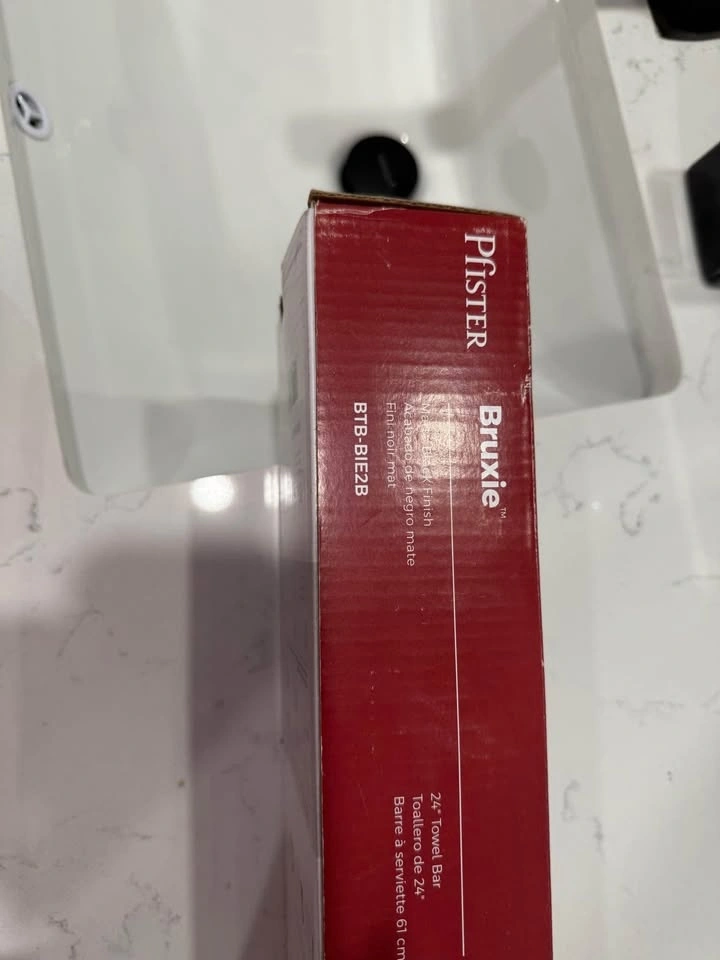 Pfister
Bruxie™
Matte Black Finish
Acabado de negro mate
Fini noir mat
BTB-BIE2B
24" Towel Bar
Toallero de 24"
Barre à serviette 61 cm